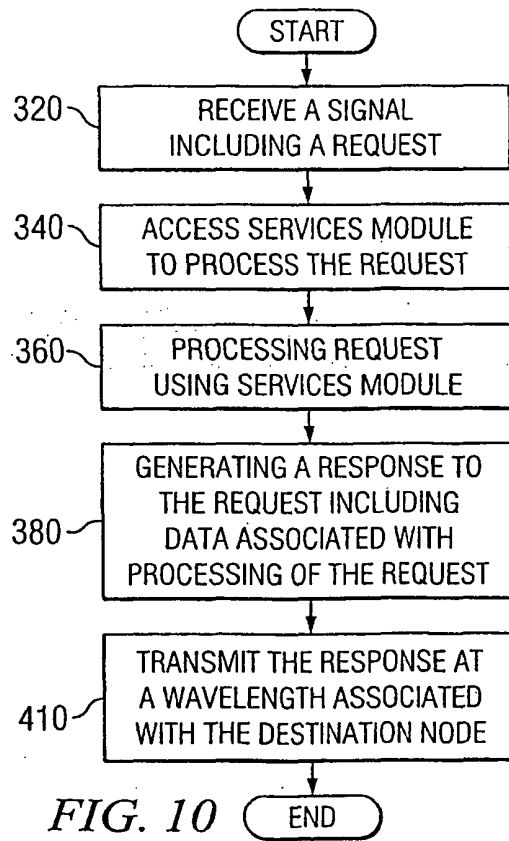 START
320
RECEIVE A SIGNAL
INCLUDING A REQUEST
340
ACCESS SERVICES MODULE
TO PROCESS THE REQUEST
360
PROCESSING REQUEST
USING SERVICES MODULE
380
GENERATING A RESPONSE TO
THE REQUEST INCLUDING
DATA ASSOCIATED WITH
PROCESSING OF THE REQUEST
410
TRANSMIT THE RESPONSE AT
A WAVELENGTH ASSOCIATED
WITH THE DESTINATION NODE
FIG. 10
END